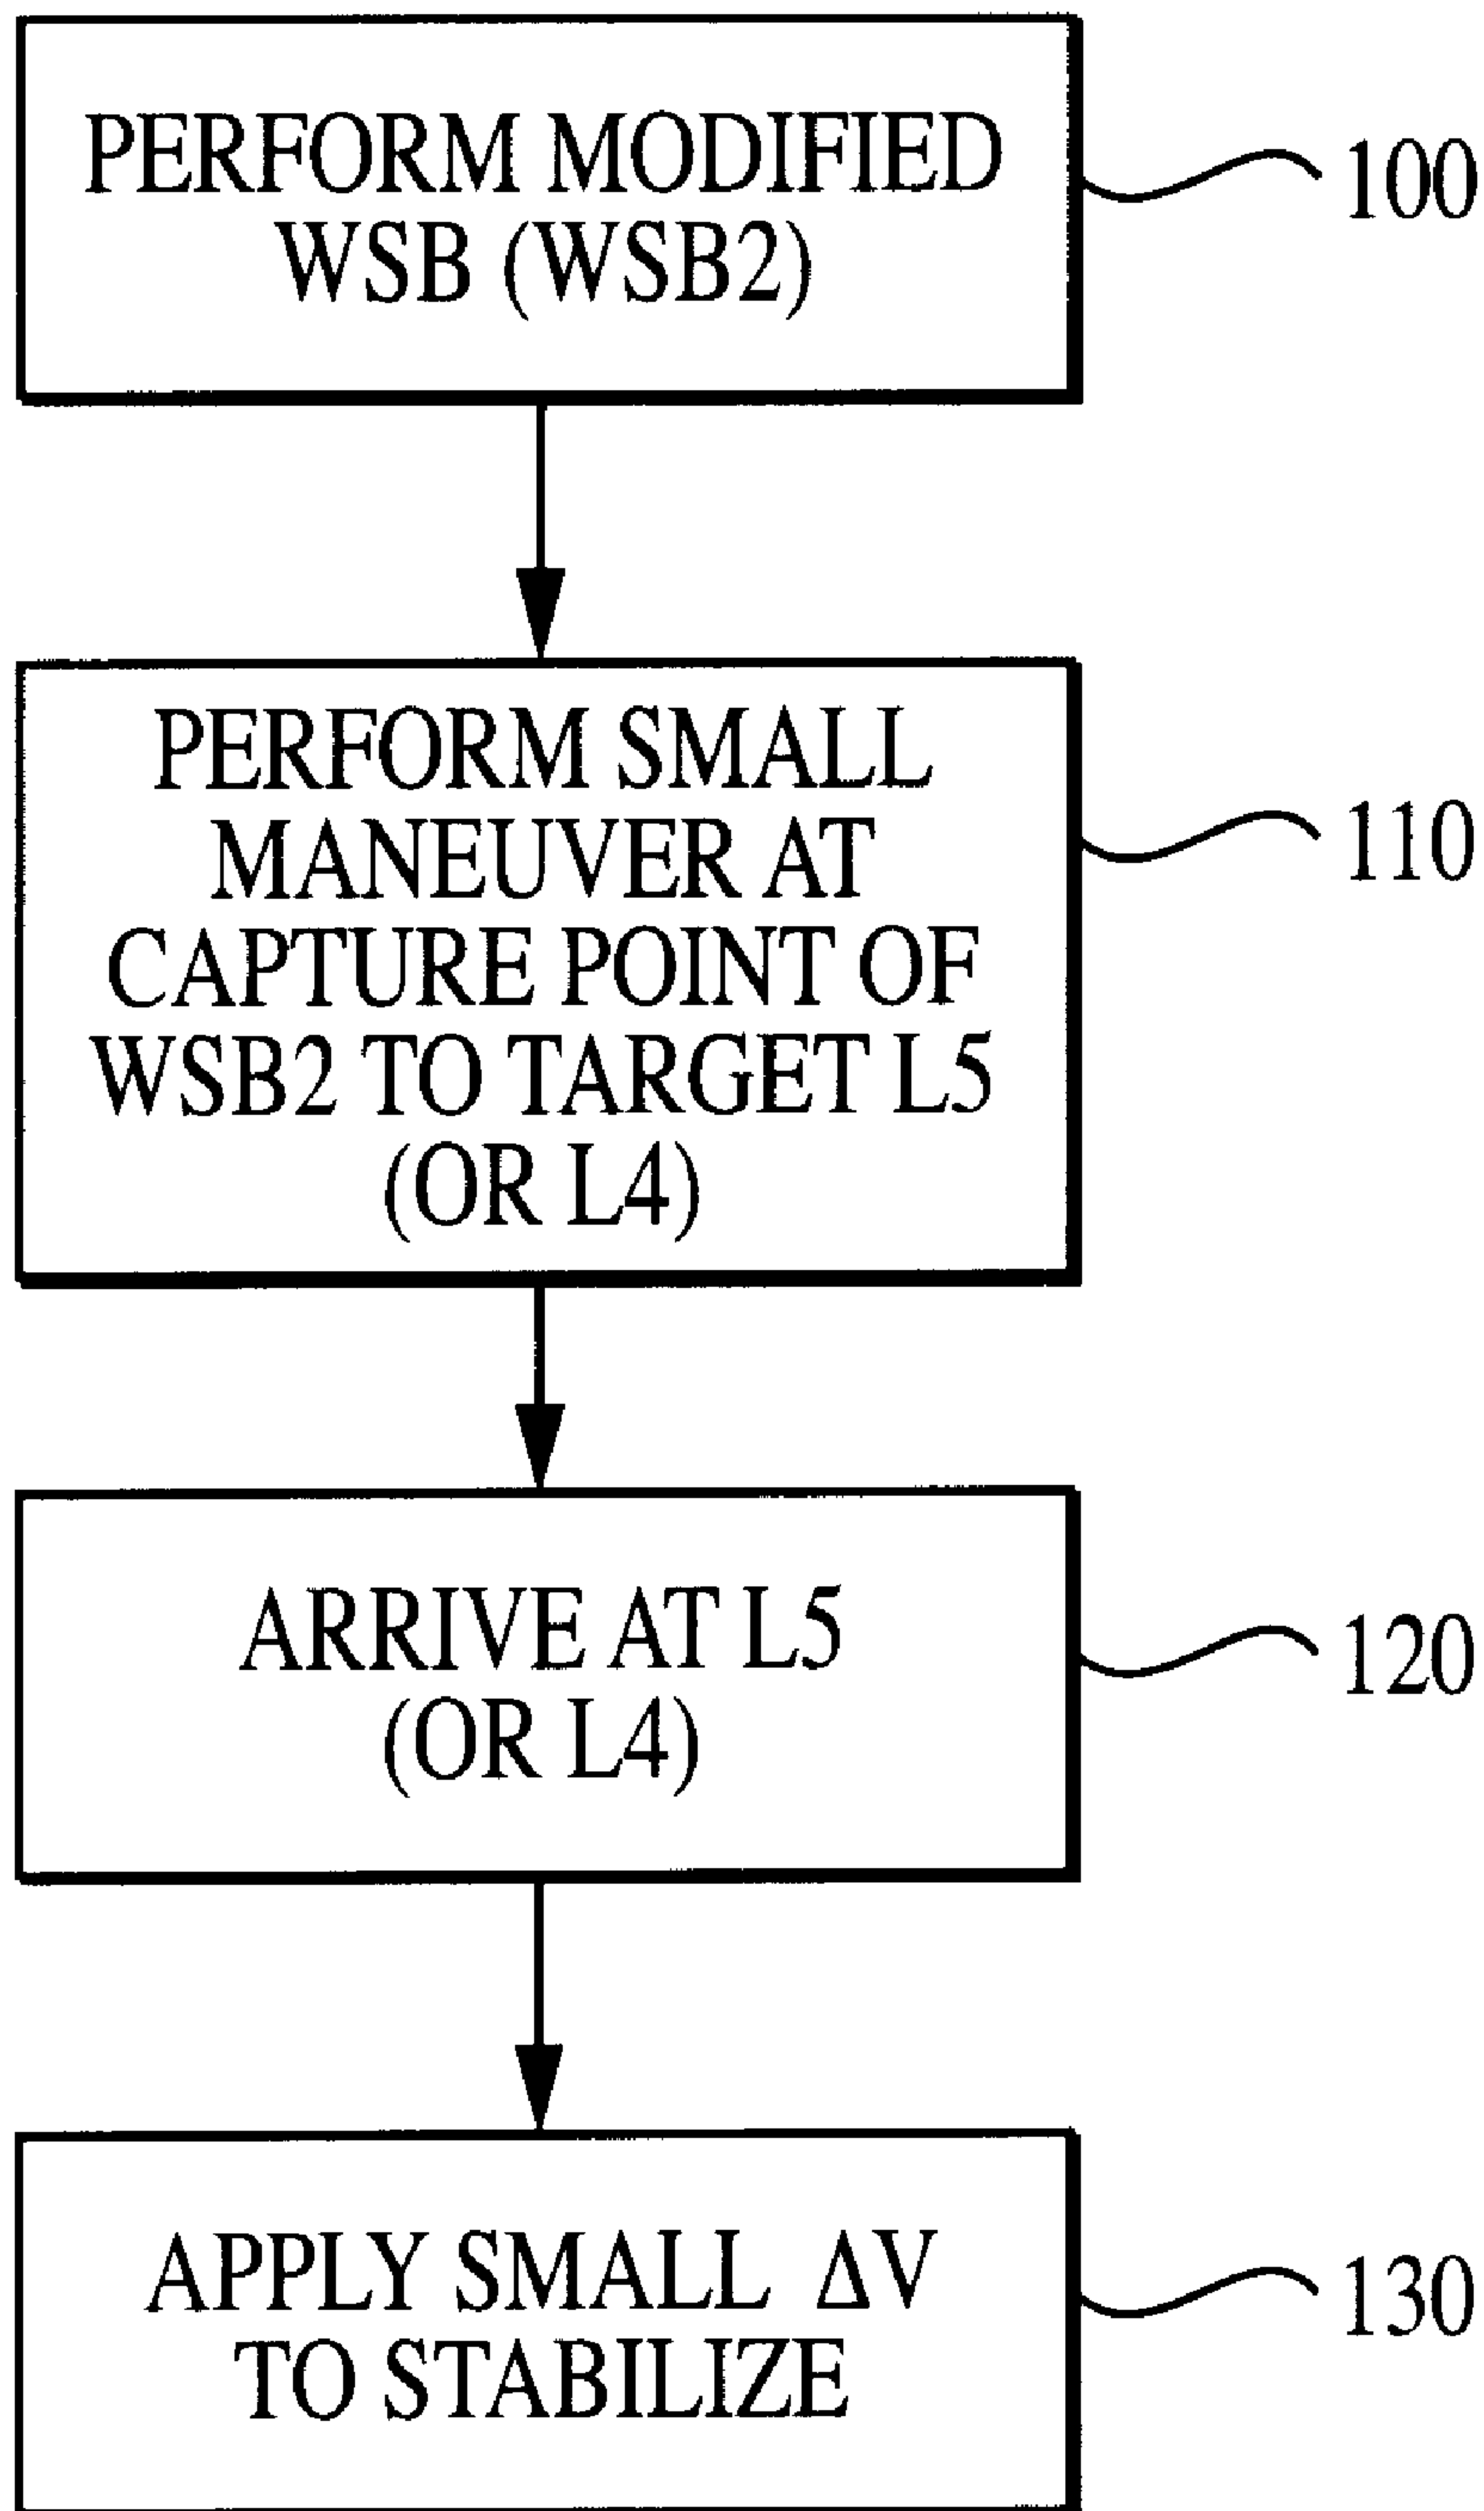 PERFORM MODIFIED
WSB (WSB2)
100
PERFORM SMALL
MANEUVER AT
CAPTURE POINT OF
WSB2 TO TARGET L5
(OR L4)
110
ARRIVE AT L5
(OR L4)
120
APPLY SMALL ΔV
TO STABILIZE
130